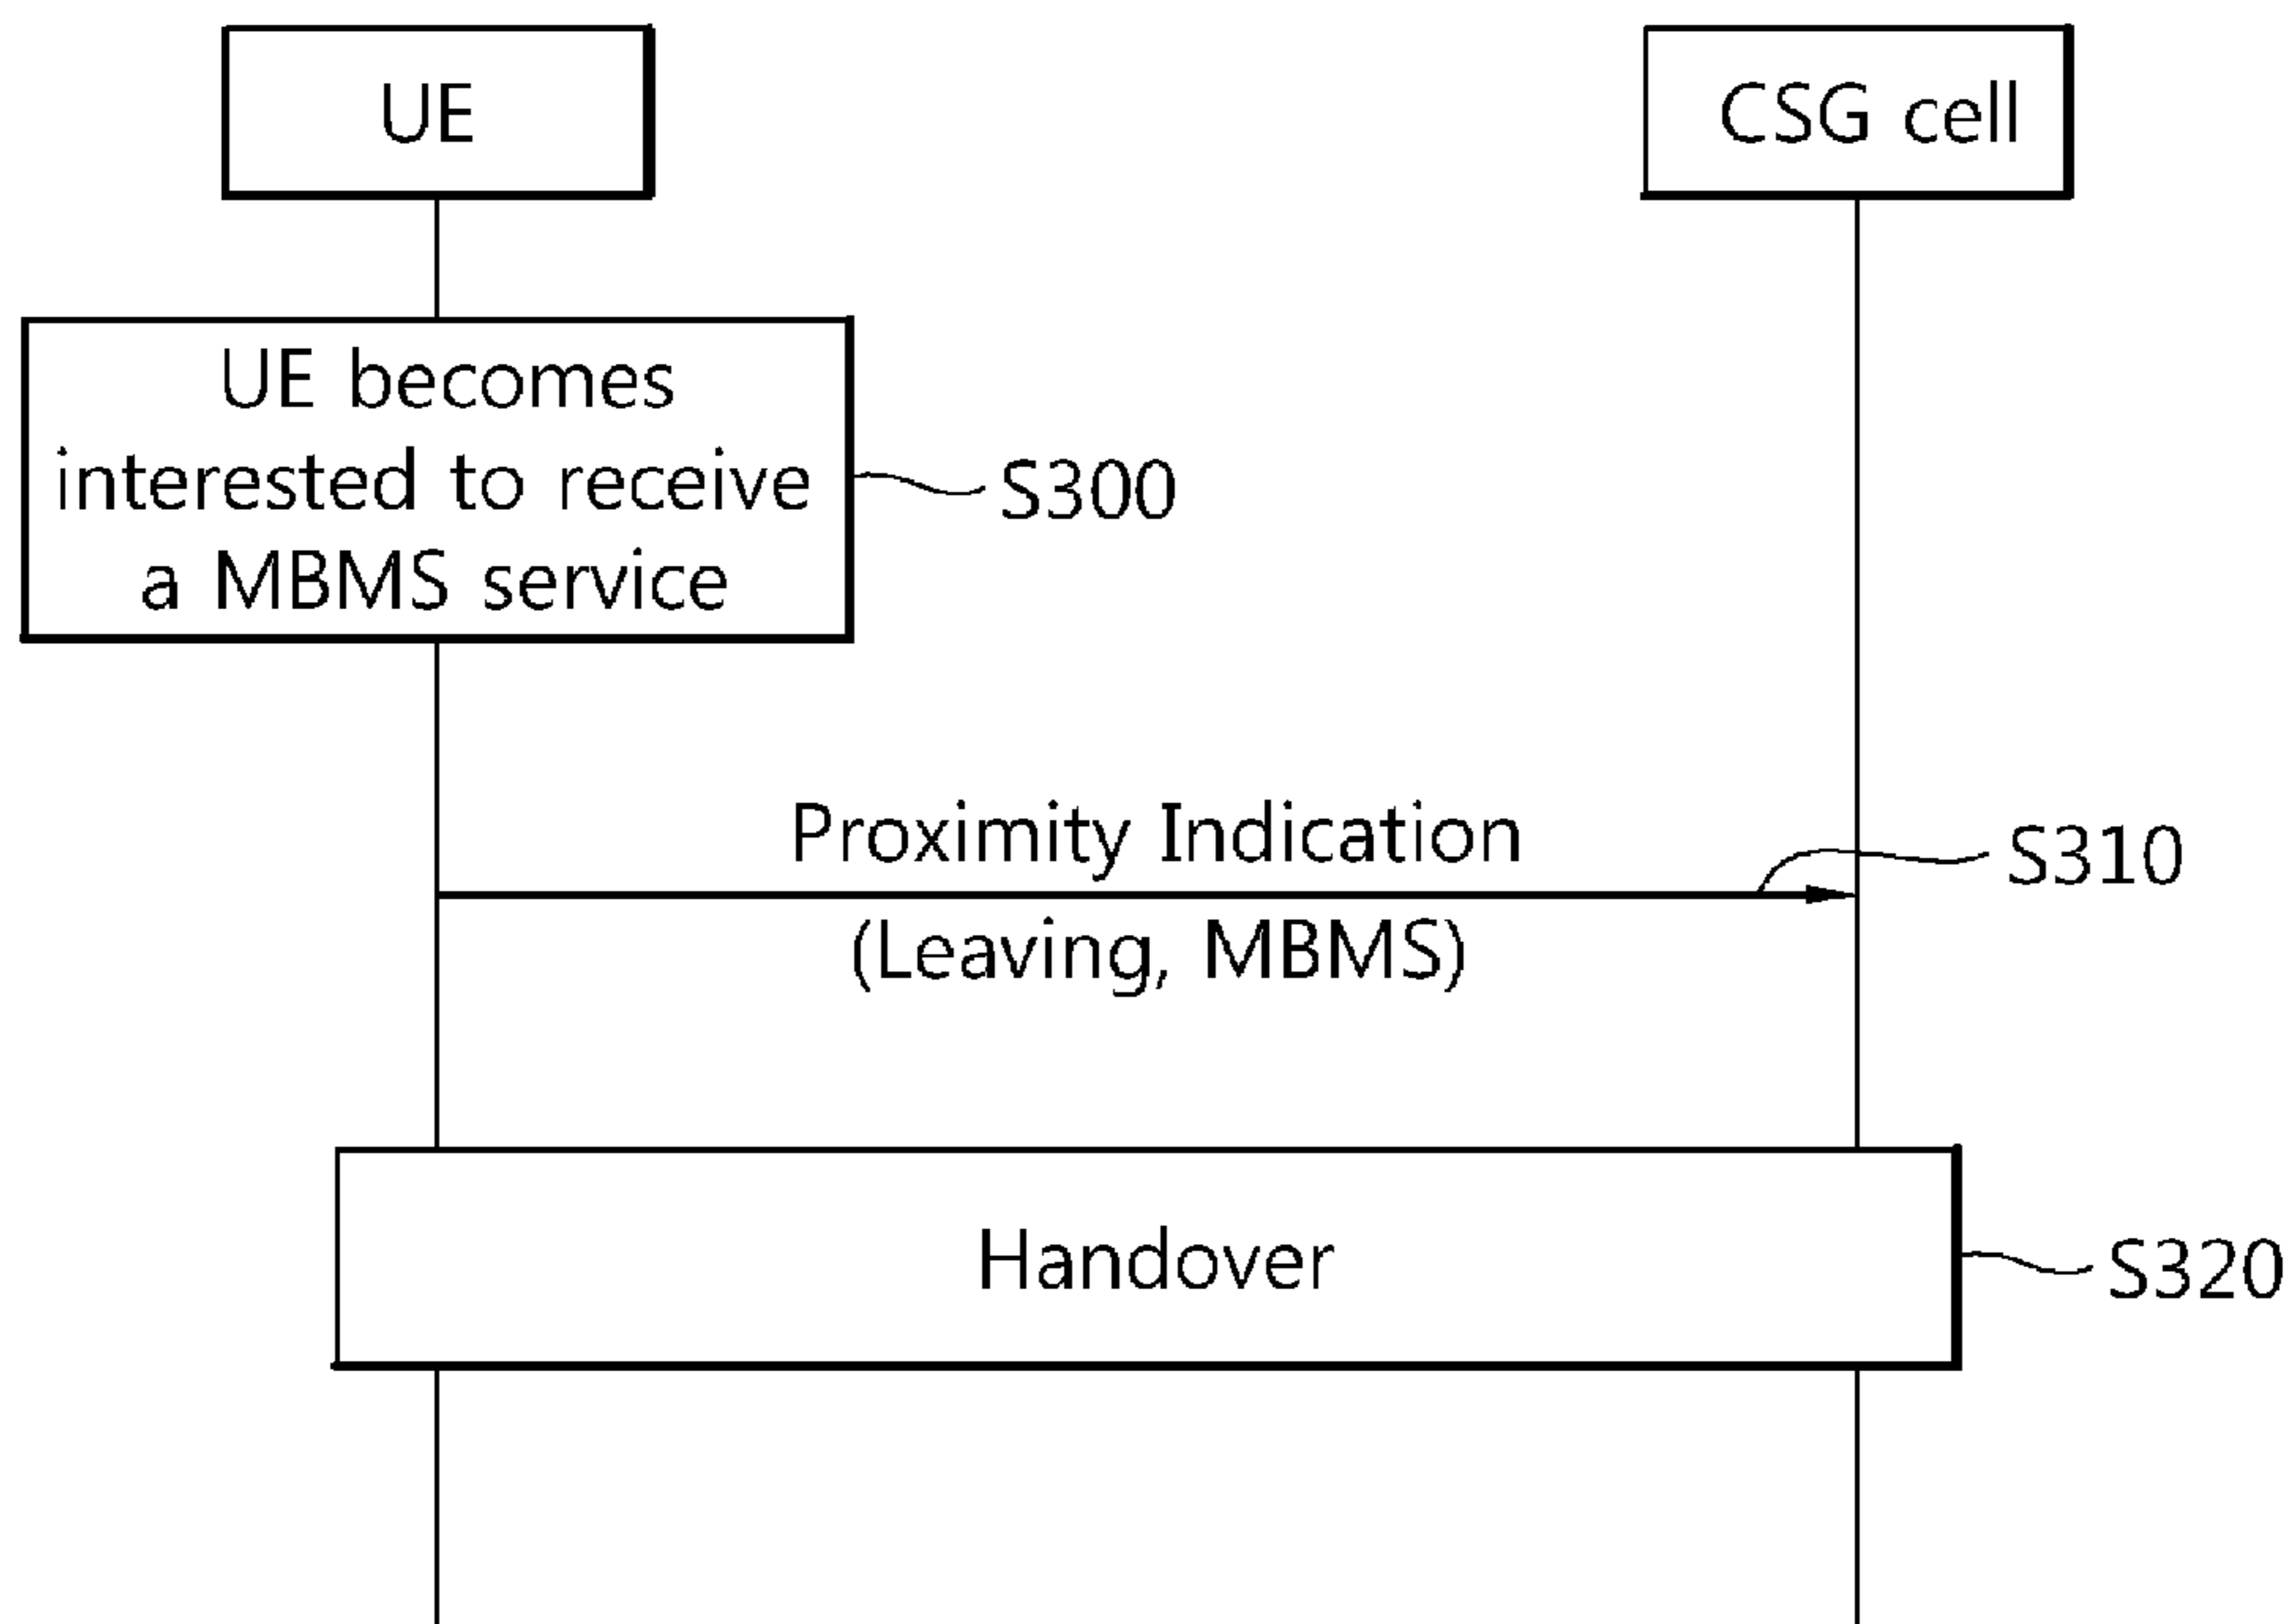 UE
CSG cell
UE becomes
interested to receive
a MBMS service
S300
Proximity Indication
S310
(Leaving, MBMS)
Handover
S320